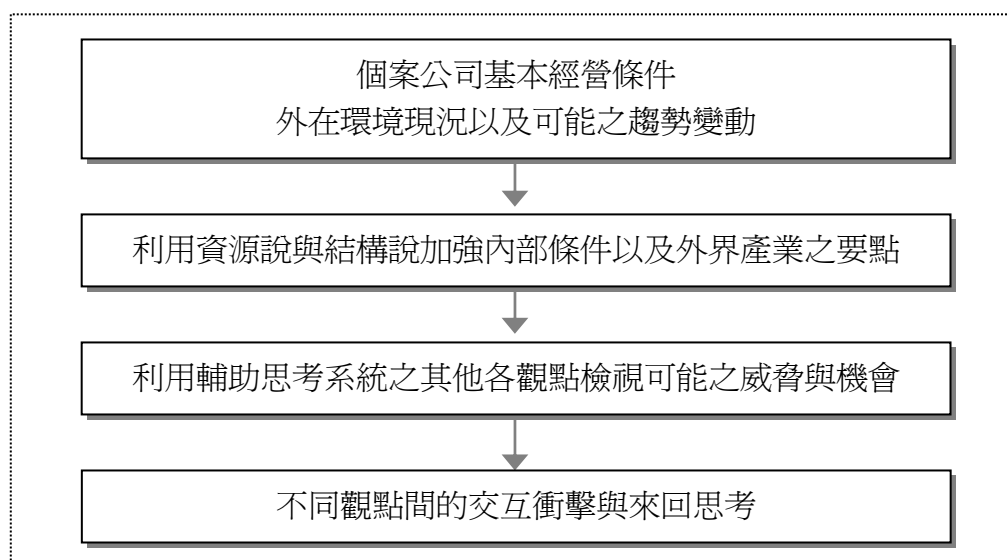 個案公司基本經營條件
外在環境現況以及可能之趨勢變動
利用資源說與結構說加強內部條件以及外界產業之要點
利用輔助思考系統之其他各觀點檢視可能之威脅與機會
不同觀點間的交互衝擊與來回思考